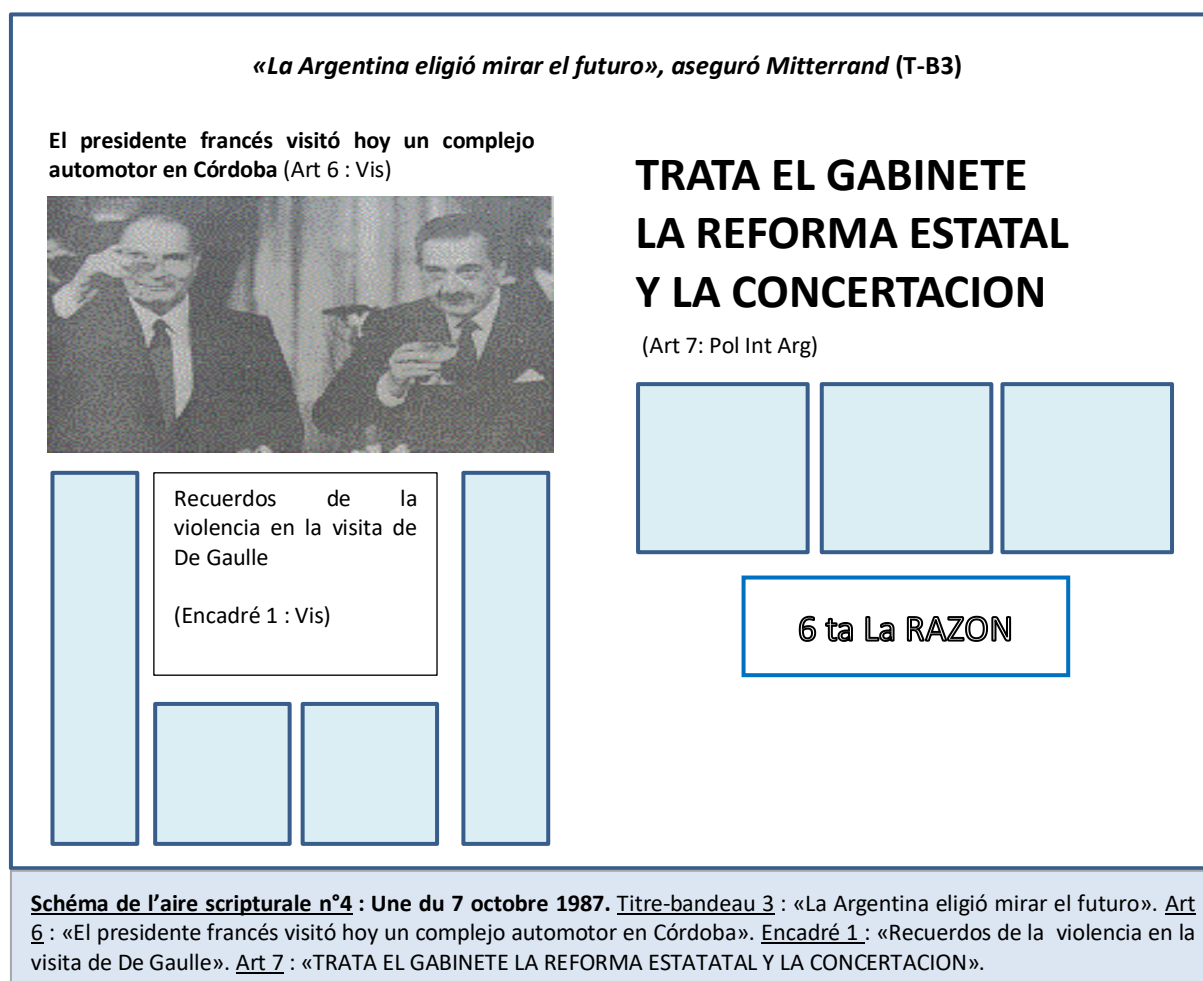 «La Argentina eligió mirar el futuro», aseguró Mitterrand (T-B3)
El presidente francés visitó hoy un complejo
automotor en Córdoba (Art 6 : Vis)
TRATA EL GABINETE
LA REFORMA ESTATAL
Y LA CONCERTACION
(Art 7: Pol Int Arg)
Recuerdos de la
violencia en la visita de
De Gaulle
(Encadré 1 : Vis)
6 ta La RAZON
Schéma de l’aire scripturale n°4 : Une du 7 octobre 1987. Titre-bandeau 3 : «La Argentina eligió mirar el futuro». Art
6 : «El presidente francés visitó hoy un complejo automotor en Córdoba». Encadré 1 : «Recuerdos de la violencia en la
visita de De Gaulle». Art 7 : «TRATA EL GABINETE LA REFORMA ESTATATAL Y LA CONCERTACION».